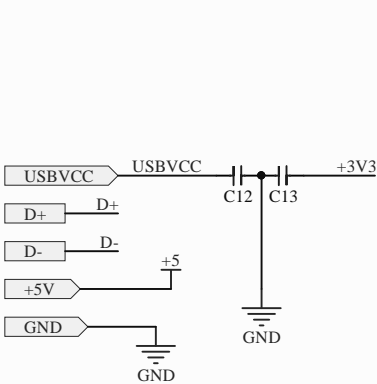 USBVCC USBVCC +3V3
C12 C13
D+ D+
D- D-
+5
+5V
GND GND
GND